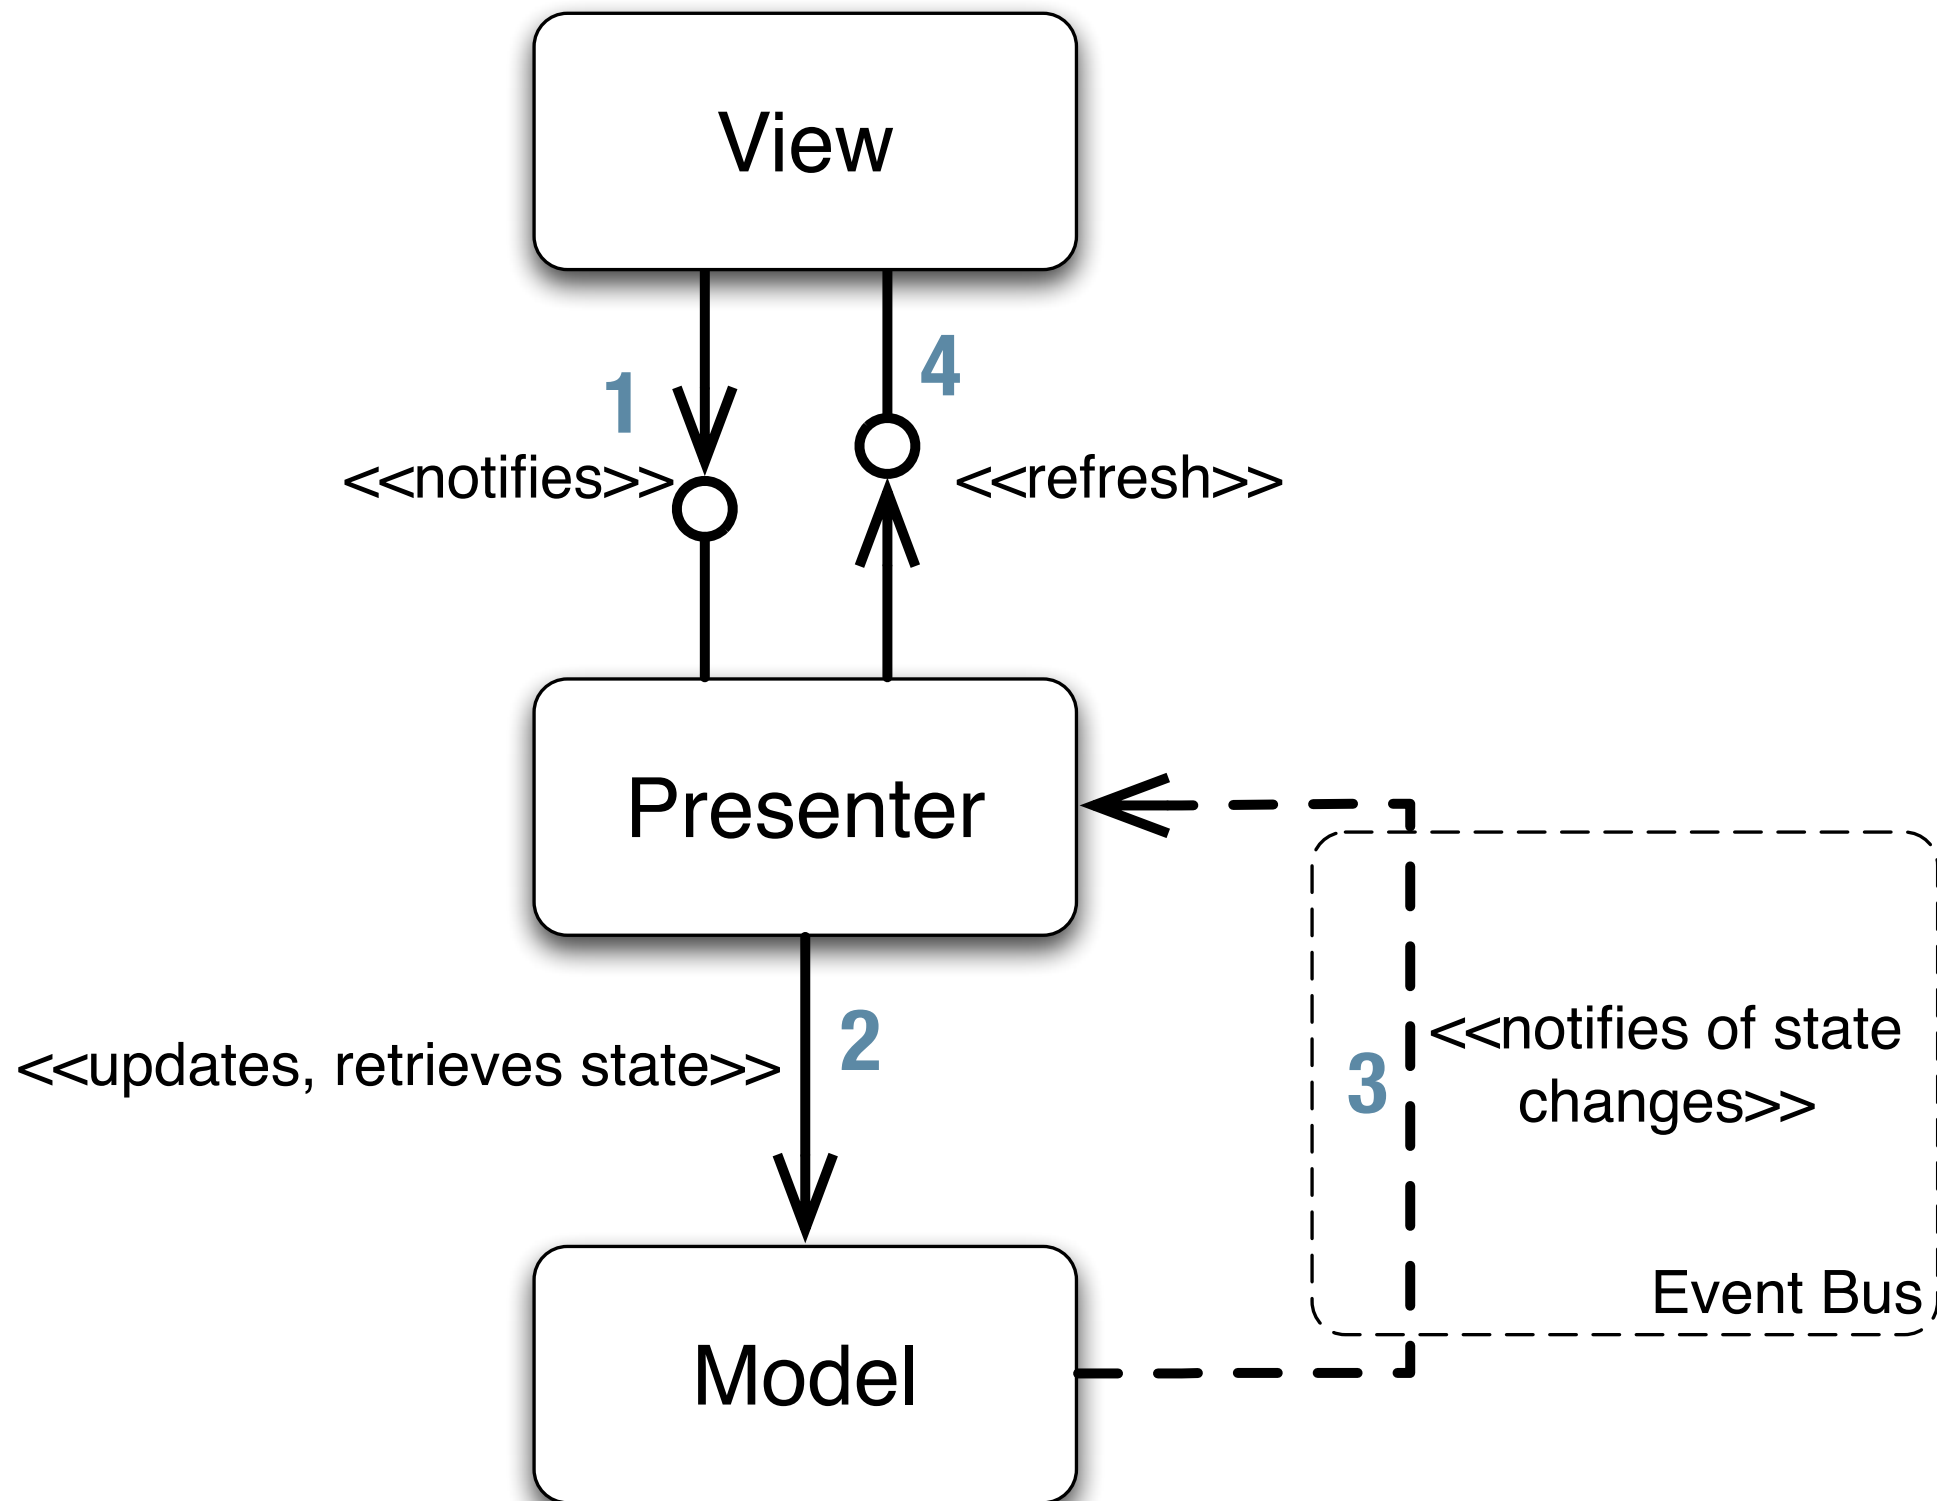 View
1
4
<<notifies>>
<<refresh>>
Presenter
<<updates, retrieves state>>
2
3
<<notifies of state
changes>>
Event Bus
Model